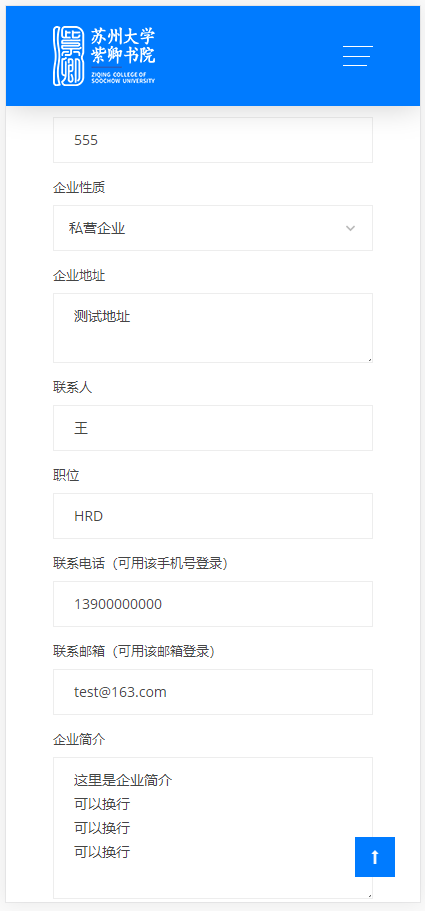 苏州大学
紫卿书院
ZIQING COLLEGE OF
SOOCHOW UNIVERSITY
555
企业性质
私营企业
企业地址
测试地址
联系人
王
职位
HRD
联系电话（可用该手机号登录）
13900000000
联系邮箱（可用该邮箱登录）
test@163.com
企业简介
这里是企业简介
可以换行
可以换行
可以换行